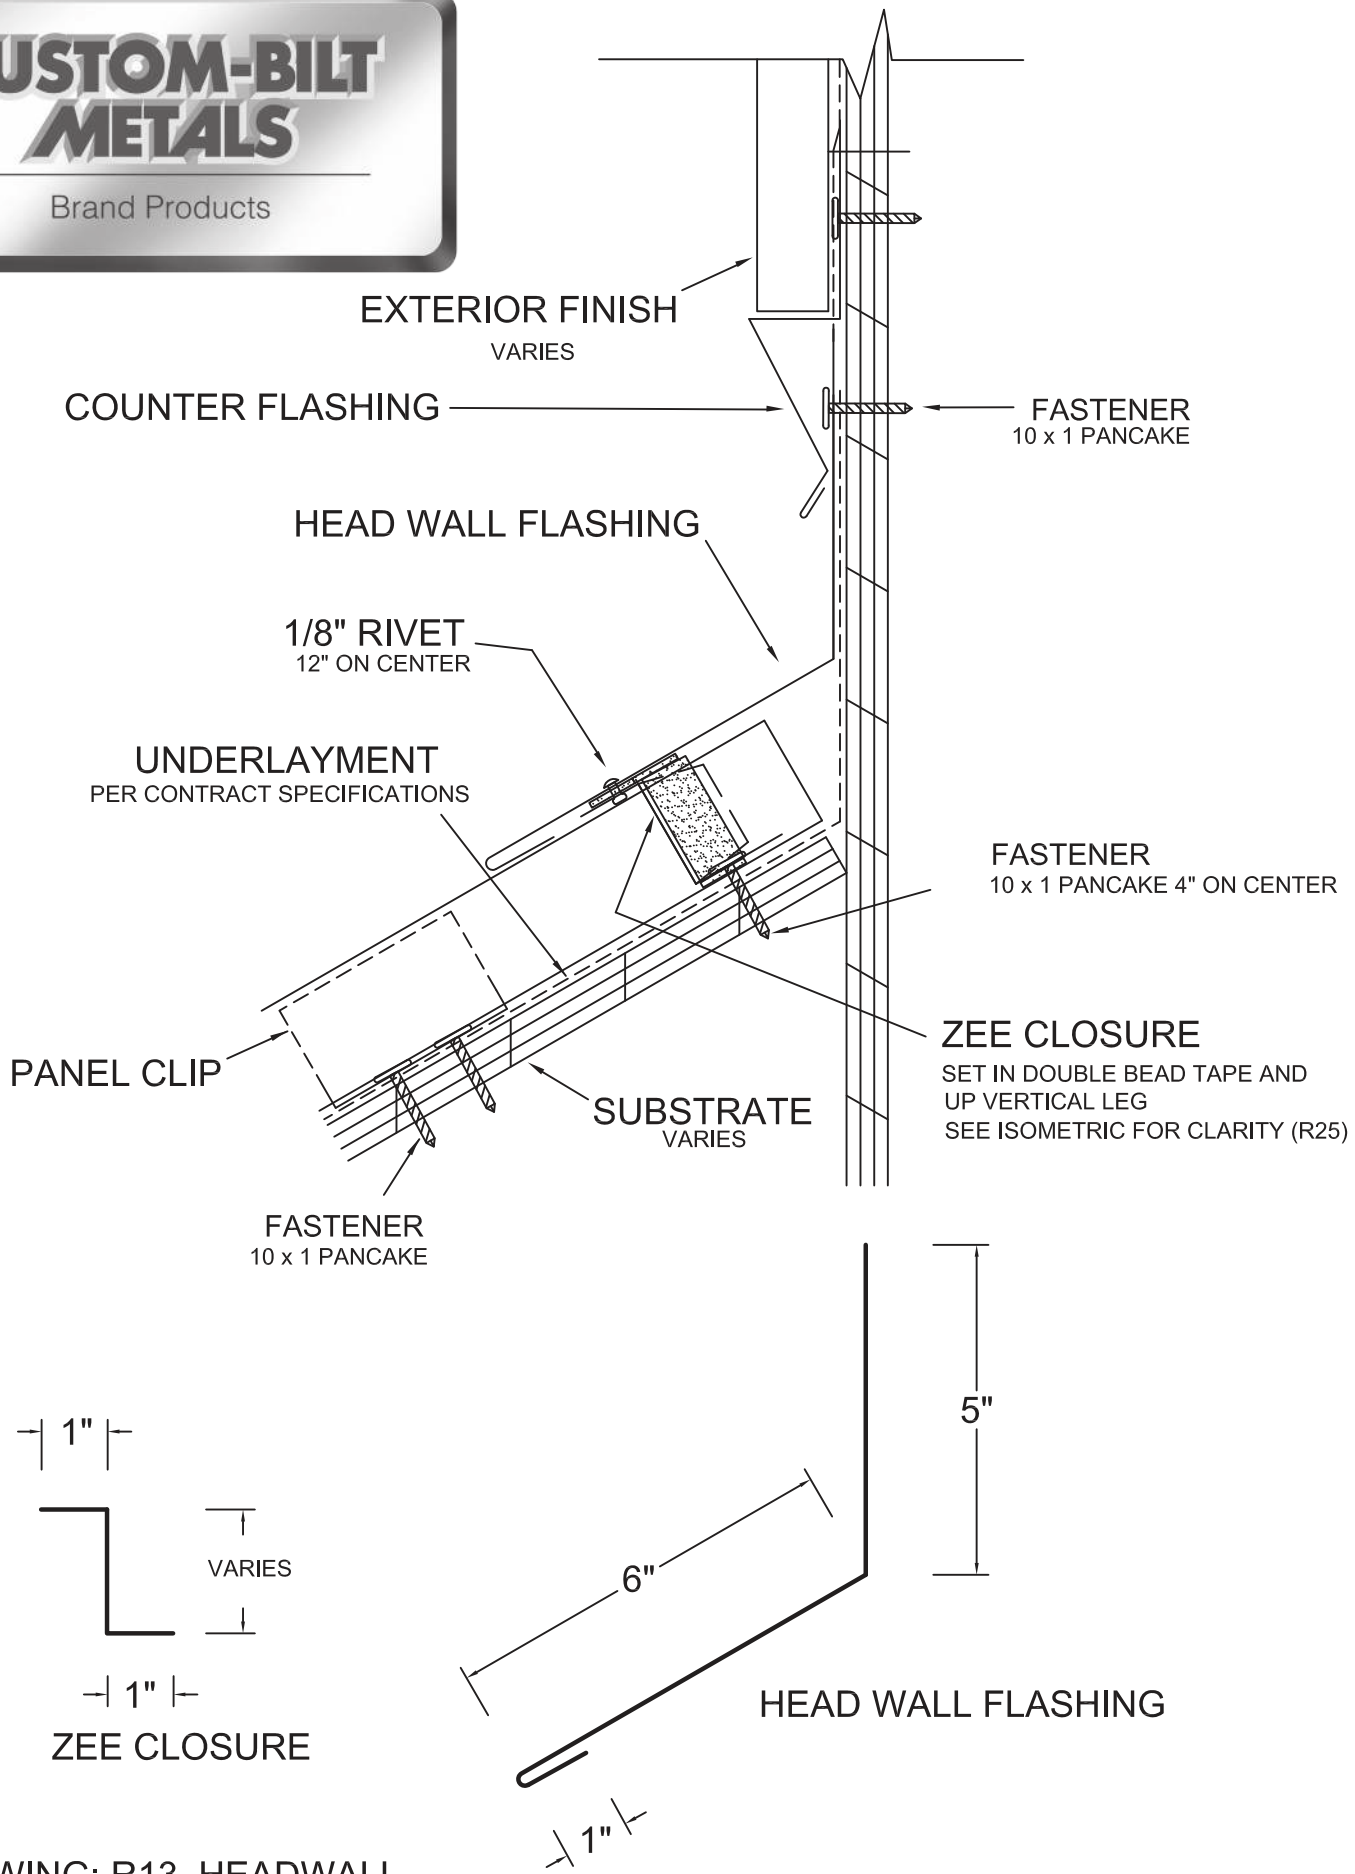 USTOM-BILT
METALS
Brand Products
EXTERIOR FINISH
VARIES
COUNTER FLASHING
FASTENER
10 x 1 PANCAKE
HEAD WALL FLASHING
1/8" RIVET
12" ON CENTER
UNDERLAYMENT
PER CONTRACT SPECIFICATIONS
FASTENER
10 x 1 PANCAKE 4" ON CENTER
ZEE CLOSURE
SET IN DOUBLE BEAD TAPE AND
UP VERTICAL LEG
SEE ISOMETRIC FOR CLARITY (R25)
PANEL CLIP
SUBSTRATE
VARIES
FASTENER
10 x 1 PANCAKE
1"
VARIES
1"
ZEE CLOSURE
5"
6"
HEAD WALL FLASHING
1"
WING: R13 HEADWALL